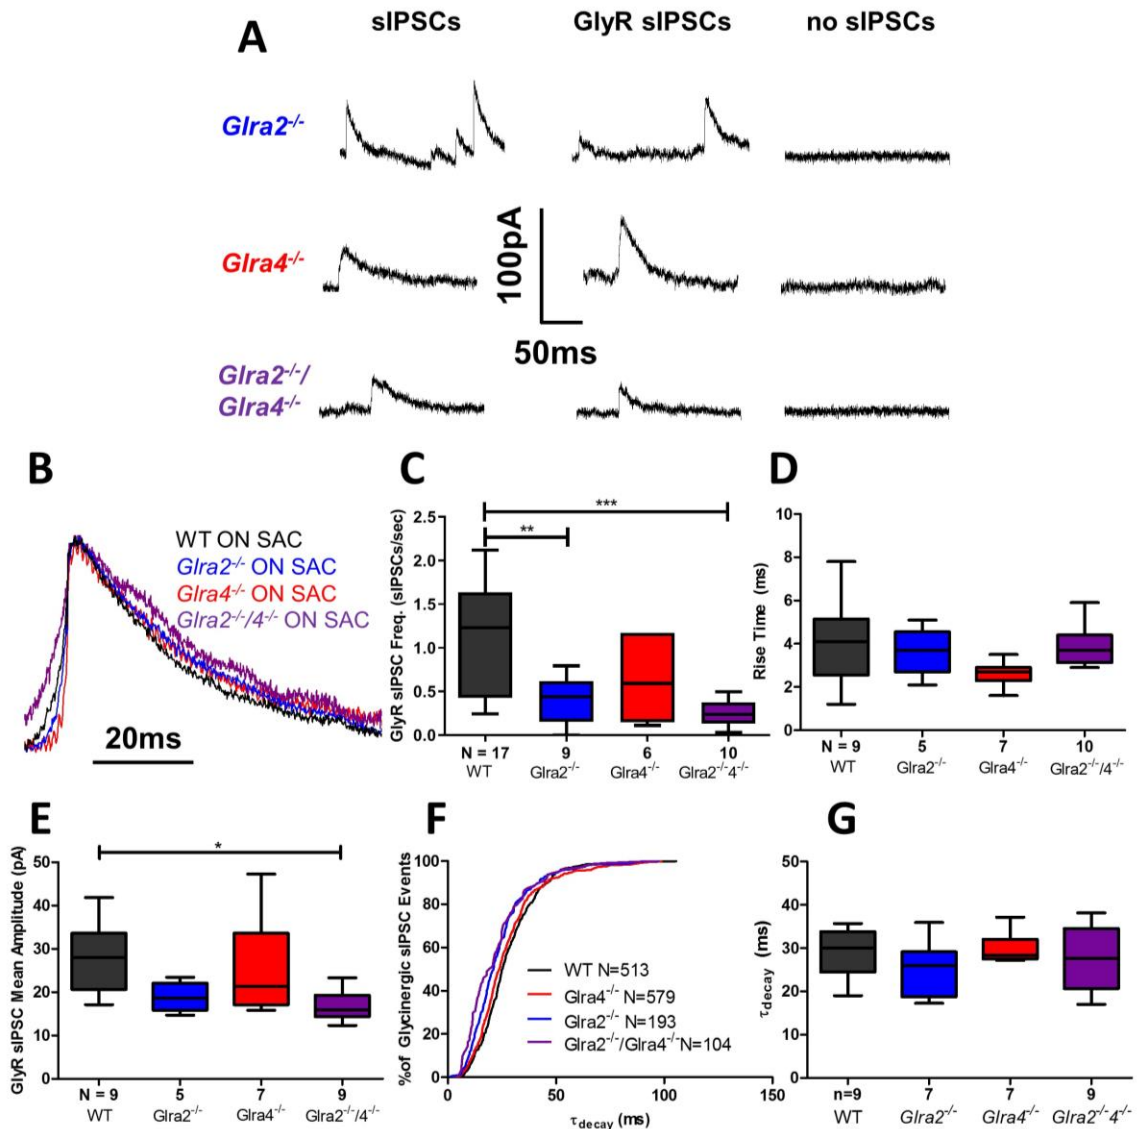 A
sIPSCs GlyR sIPSCs no sIPSCs
Glra2-/-
Glra4-/-
100pA
50ms
Glra2-/-/
Glra4-/-
B
WT ON SAC
Glra2-/- ON SAC
Glra4-/- ON SAC
Glra2-/-/4-/- ON SAC
20ms
C
GlyR sIPSC Freq. (sIPSCs/sec)
2.5
2.0
1.5
1.0
0.5
0.0
***
**
N = 17 9 6 10
WT Glra2-/- Glra4-/- Glra2-/-4-/-
D
Rise Time (ms)
10
8
6
4
2
0
N = 9 5 7 10
WT Glra2-/- Glra4-/- Glra2-/-/4-/-
E
GlyR sIPSC Mean Amplitude (pA)
50
40
30
20
10
0
*
N = 9 5 7 9
WT Glra2-/- Glra4-/- Glra2-/-/4-/-
F
%of Glycinergic sIPSC Events
100
80
60
40
20
0
WT N=513
Glra4-/- N=579
Glra2-/- N=193
Glra2-/-/Glra4-/-N=104
0 50 100 150
τdecay (ms)
G
τdecay (ms)
50
40
30
20
10
0
n=9 7 7 9
WT Glra2-/- Glra4-/- Glra2-/-4-/-